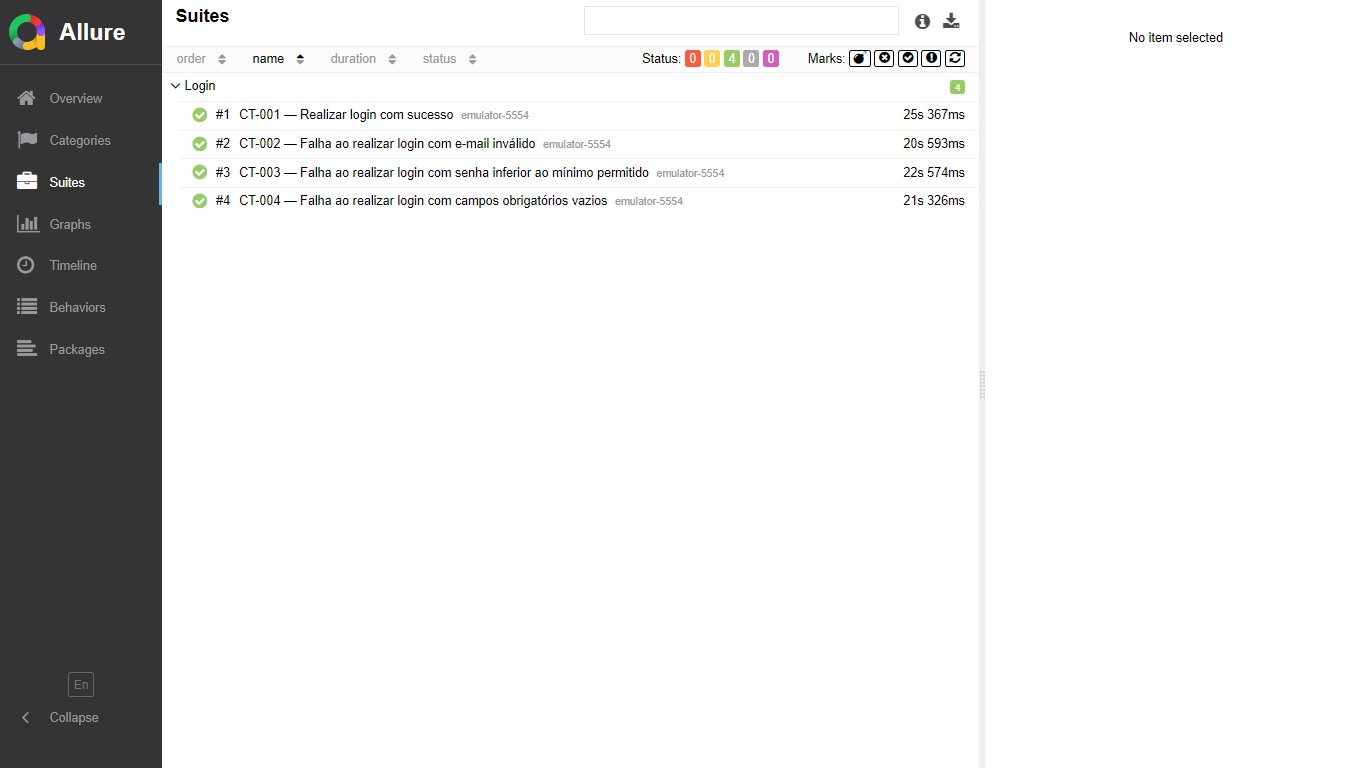 Allure
Overview
Categories
Suites
Graphs
Timeline
Behaviors
Packages
En
Collapse
Suites
order name duration status Status: 0 0 4 0 0 Marks:
Login 4
#1 CT-001 — Realizar login com sucesso emulator-5554 25s 367ms
#2 CT-002 — Falha ao realizar login com e-mail inválido emulator-5554 20s 593ms
#3 CT-003 — Falha ao realizar login com senha inferior ao mínimo permitido emulator-5554 22s 574ms
#4 CT-004 — Falha ao realizar login com campos obrigatórios vazios emulator-5554 21s 326ms
No item selected